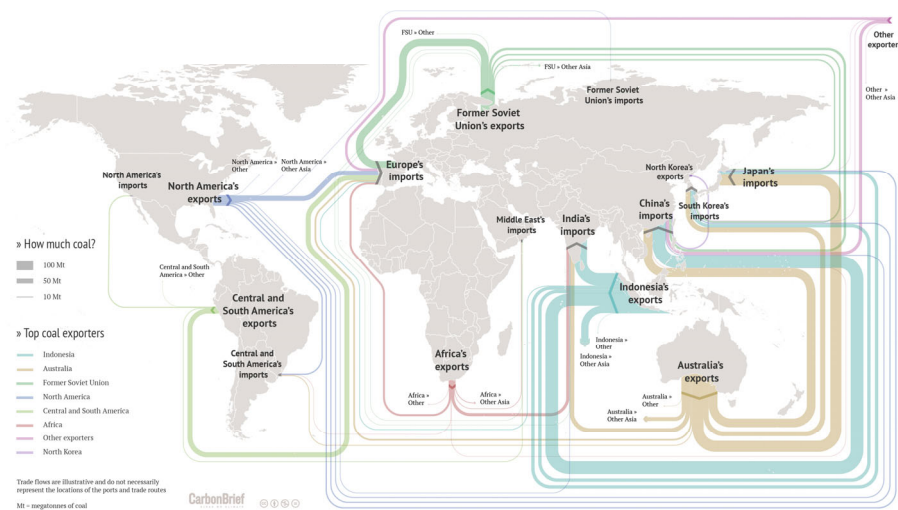 FSU » Other
Other
exporter
FSU » Other Asia
Former Soviet
Union's imports
Other »
Other Asia
Former Soviet
Union's exports
North America »
Other
North America »
Other Asia
Europe's
imports
North Korea's
exports
Japan's
imports
North America's
imports
North America's
exports
China's
imports
South Korea's
imports
Middle East's
imports
India's
imports
» How much coal?
100 Mt
50 Mt
10 Mt
Central and South
America » Other
Indonesia's
exports
Central and
South America's
exports
» Top coal exporters
Indonesia
Australia
Former Soviet Union
North America
Central and South America
Africa
Other exporters
North Korea
Indonesia »
Other
Indonesia »
Other Asia
Central and
South America's
imports
Africa's
exports
Australia's
exports
Africa »
Other
Africa »
Other Asia
Australia »
Other
Australia »
Other Asia
Trade flows are illustrative and do not necessarily
represent the locations of the ports and trade routes
Mt = megatonnes of coal
CarbonBrief